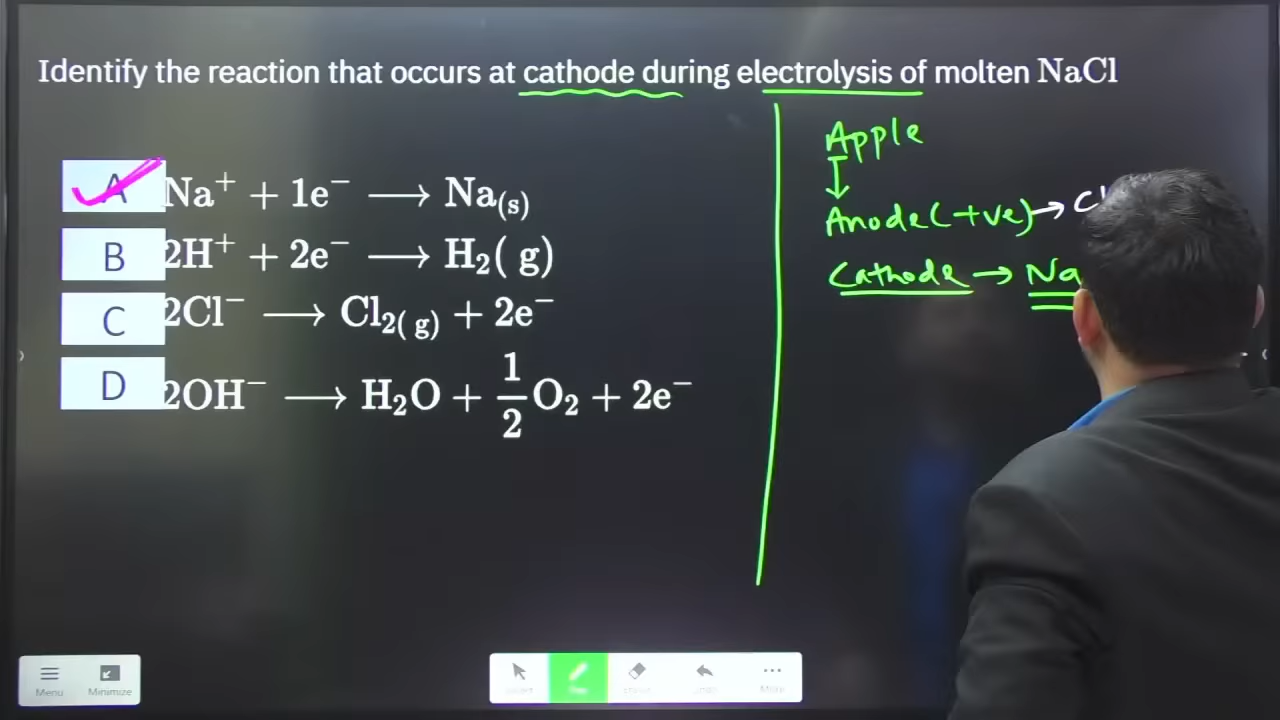 Identify the reaction that occurs at cathode during electrolysis of molten NaCl
A Na⁺ + 1e⁻ ⟶ Na₍ₛ₎
B 2H⁺ + 2e⁻ ⟶ H₂( g)
C 2Cl⁻ ⟶ Cl₂₍ g₎ + 2e⁻
D 2OH⁻ ⟶ H₂O + 1/2 O₂ + 2e⁻
Apple
Anode(+ve)→
Cathode → Na
Menu
Minimize